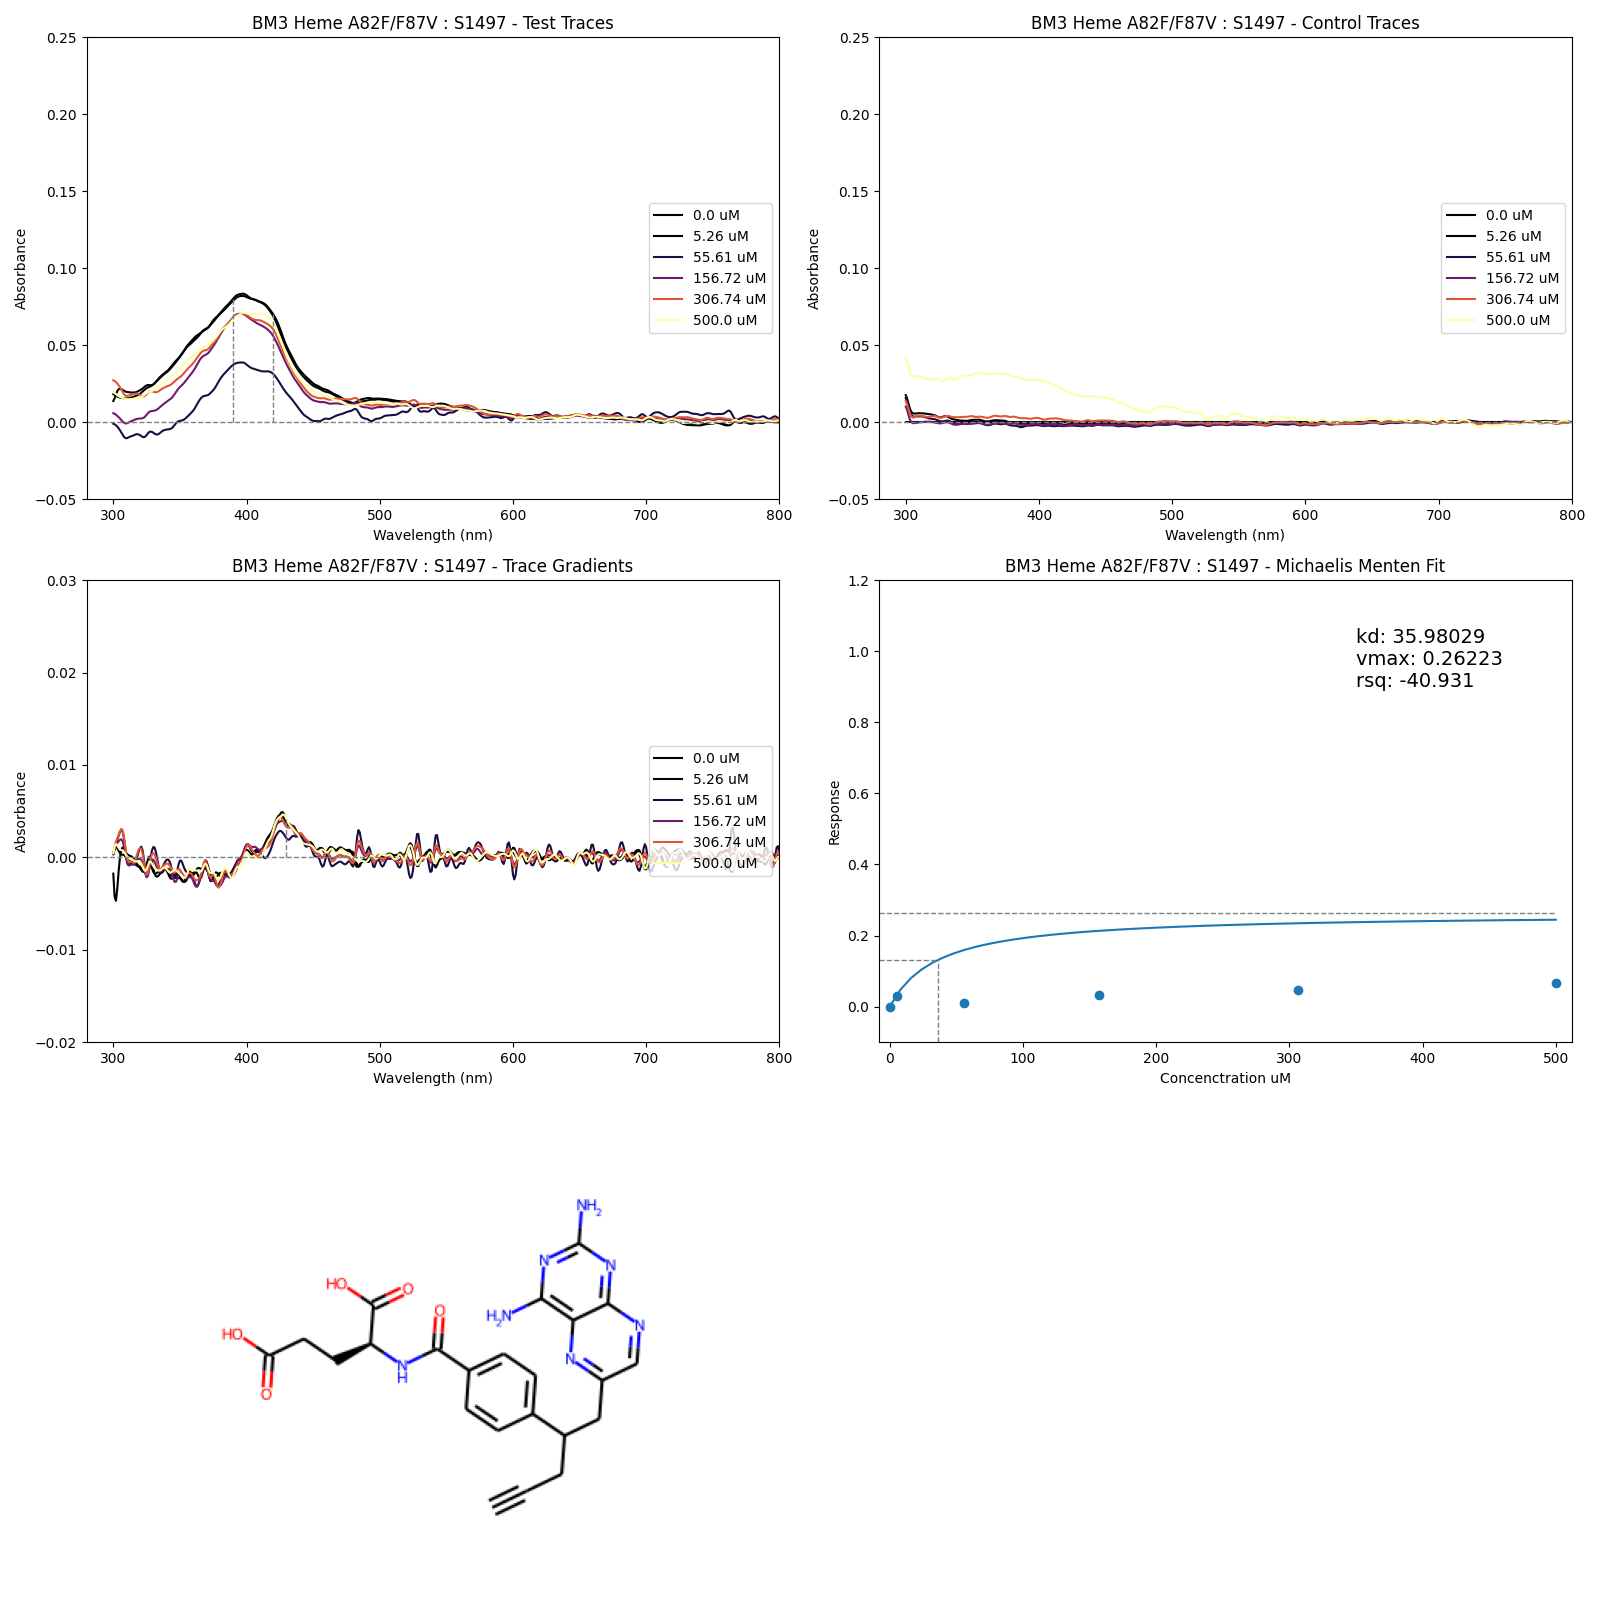 BM3 Heme A82F/F87V : S1497 - Test Traces
0.25
0.20
0.15
0.10
0.05
0.00
−0.05
Absorbance
300
400
500
600
700
800
Wavelength (nm)
0.0 uM
5.26 uM
55.61 uM
156.72 uM
306.74 uM
500.0 uM
BM3 Heme A82F/F87V : S1497 - Control Traces
0.25
0.20
0.15
0.10
0.05
0.00
−0.05
Absorbance
300
400
500
600
700
800
Wavelength (nm)
0.0 uM
5.26 uM
55.61 uM
156.72 uM
306.74 uM
500.0 uM
BM3 Heme A82F/F87V : S1497 - Trace Gradients
0.03
0.02
0.01
0.00
−0.01
−0.02
Absorbance
300
400
500
600
700
800
Wavelength (nm)
0.0 uM
5.26 uM
55.61 uM
156.72 uM
306.74 uM
500.0 uM
BM3 Heme A82F/F87V : S1497 - Michaelis Menten Fit
1.2
1.0
0.8
0.6
0.4
0.2
0.0
Response
kd: 35.98029
vmax: 0.26223
rsq: -40.931
0
100
200
300
400
500
Concenctration uM
NH2
N
N
HO
O
H2N
O
N
HO
N
N
H
O